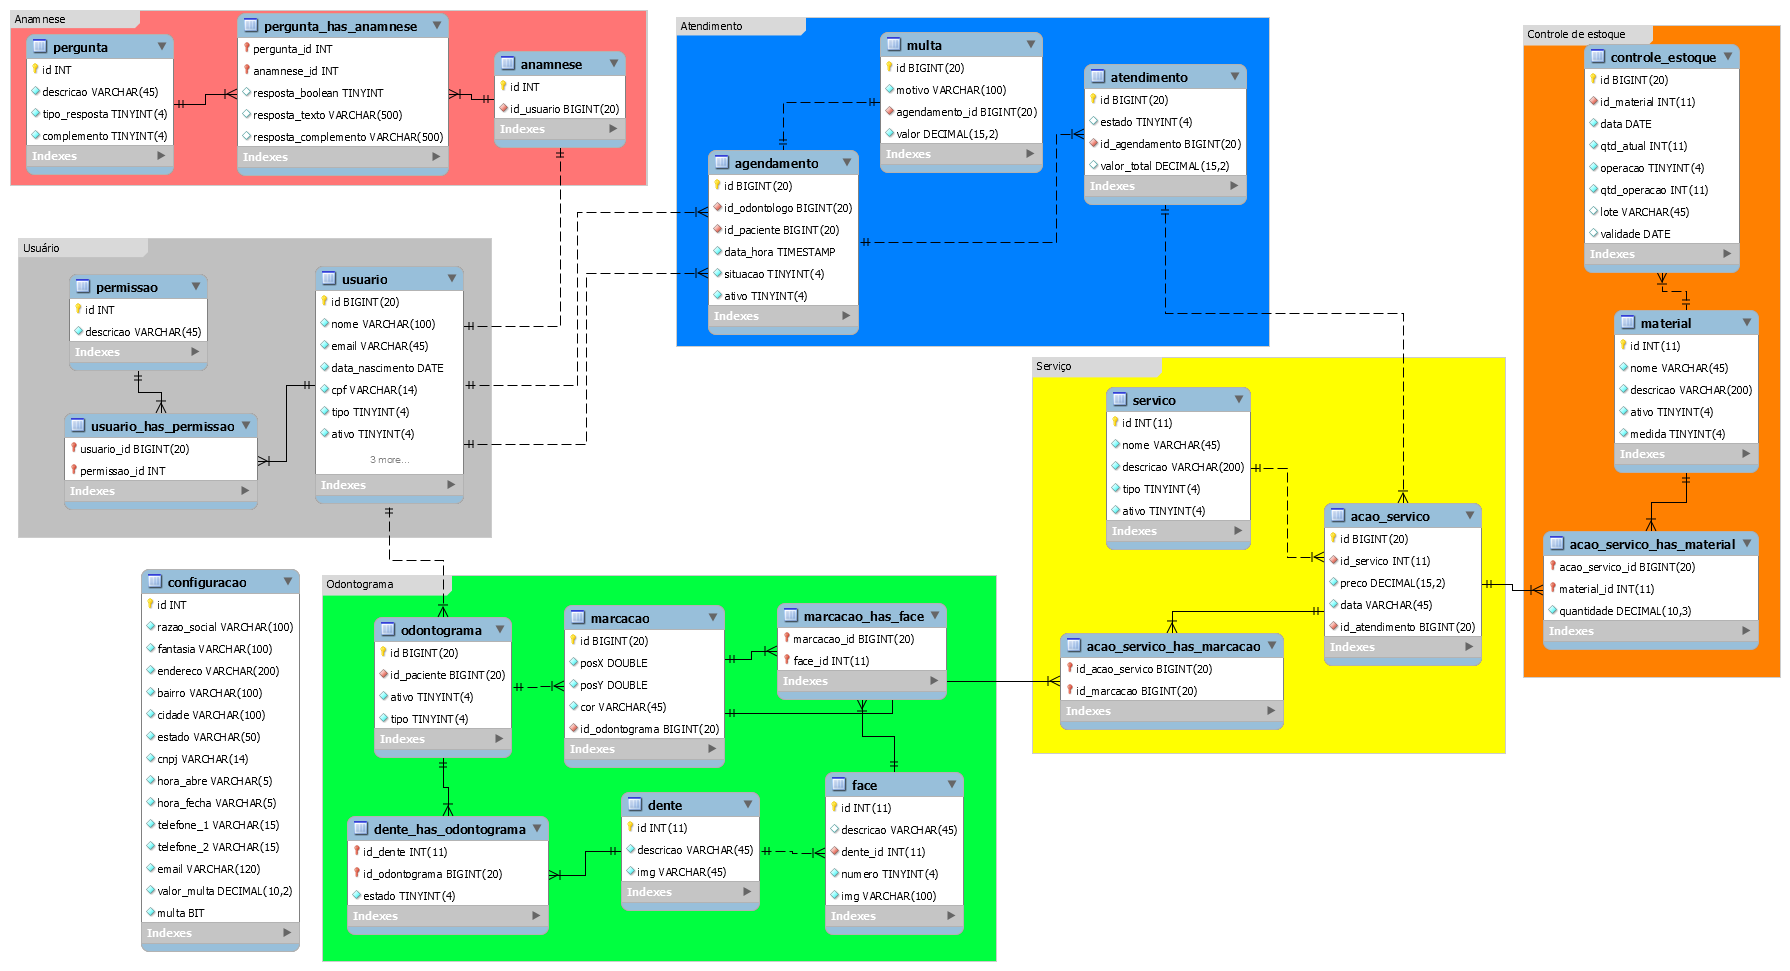 Anamnese
pergunta
id INT
descricao VARCHAR(45)
tipo_resposta TINYINT(4)
complemento TINYINT(4)
Indexes
pergunta_has_anamnese
pergunta_id INT
anamnese_id INT
resposta_boolean TINYINT
resposta_texto VARCHAR(500)
resposta_complemento VARCHAR(500)
Indexes
anamnese
id INT
id_usuario BIGINT(20)
Indexes
Atendimento
multa
id BIGINT(20)
motivo VARCHAR(100)
agendamento_id BIGINT(20)
valor DECIMAL(15,2)
Indexes
atendimento
id BIGINT(20)
estado TINYINT(4)
id_agendamento BIGINT(20)
valor_total DECIMAL(15,2)
Indexes
agendamento
id BIGINT(20)
id_odontologo BIGINT(20)
id_paciente BIGINT(20)
data_hora TIMESTAMP
situacao TINYINT(4)
ativo TINYINT(4)
Indexes
Controle de estoque
controle_estoque
id BIGINT(20)
id_material INT(11)
data DATE
qtd_atual INT(11)
operacao TINYINT(4)
qtd_operacao INT(11)
lote VARCHAR(45)
validade DATE
Indexes
material
id INT(11)
nome VARCHAR(45)
descricao VARCHAR(200)
ativo TINYINT(4)
medida TINYINT(4)
Indexes
acao_servico_has_material
acao_servico_id BIGINT(20)
material_id INT(11)
quantidade DECIMAL(10,3)
Indexes
Usuário
permissao
id INT
descricao VARCHAR(45)
Indexes
usuario
id BIGINT(20)
nome VARCHAR(100)
email VARCHAR(45)
data_nascimento DATE
cpf VARCHAR(14)
tipo TINYINT(4)
ativo TINYINT(4)
3 more...
Indexes
usuario_has_permissao
usuario_id BIGINT(20)
permissao_id INT
Indexes
Serviço
servico
id INT(11)
nome VARCHAR(45)
descricao VARCHAR(200)
tipo TINYINT(4)
ativo TINYINT(4)
Indexes
acao_servico
id BIGINT(20)
id_servico INT(11)
preco DECIMAL(15,2)
data VARCHAR(45)
id_atendimento BIGINT(20)
Indexes
acao_servico_has_marcacao
id_acao_servico BIGINT(20)
id_marcacao BIGINT(20)
Indexes
configuracao
id INT
razao_social VARCHAR(100)
fantasia VARCHAR(100)
endereco VARCHAR(200)
bairro VARCHAR(100)
cidade VARCHAR(100)
estado VARCHAR(50)
cnpj VARCHAR(14)
hora_abre VARCHAR(5)
hora_fecha VARCHAR(5)
telefone_1 VARCHAR(15)
telefone_2 VARCHAR(15)
email VARCHAR(120)
valor_multa DECIMAL(10,2)
multa BIT
Indexes
Odontograma
odontograma
id BIGINT(20)
id_paciente BIGINT(20)
ativo TINYINT(4)
tipo TINYINT(4)
Indexes
marcacao
id BIGINT(20)
posX DOUBLE
posY DOUBLE
cor VARCHAR(45)
id_odontograma BIGINT(20)
Indexes
marcacao_has_face
marcacao_id BIGINT(20)
face_id INT(11)
Indexes
dente_has_odontograma
id_dente INT(11)
id_odontograma BIGINT(20)
estado TINYINT(4)
Indexes
dente
id INT(11)
descricao VARCHAR(45)
img VARCHAR(45)
Indexes
face
id INT(11)
descricao VARCHAR(45)
dente_id INT(11)
numero TINYINT(4)
img VARCHAR(100)
Indexes